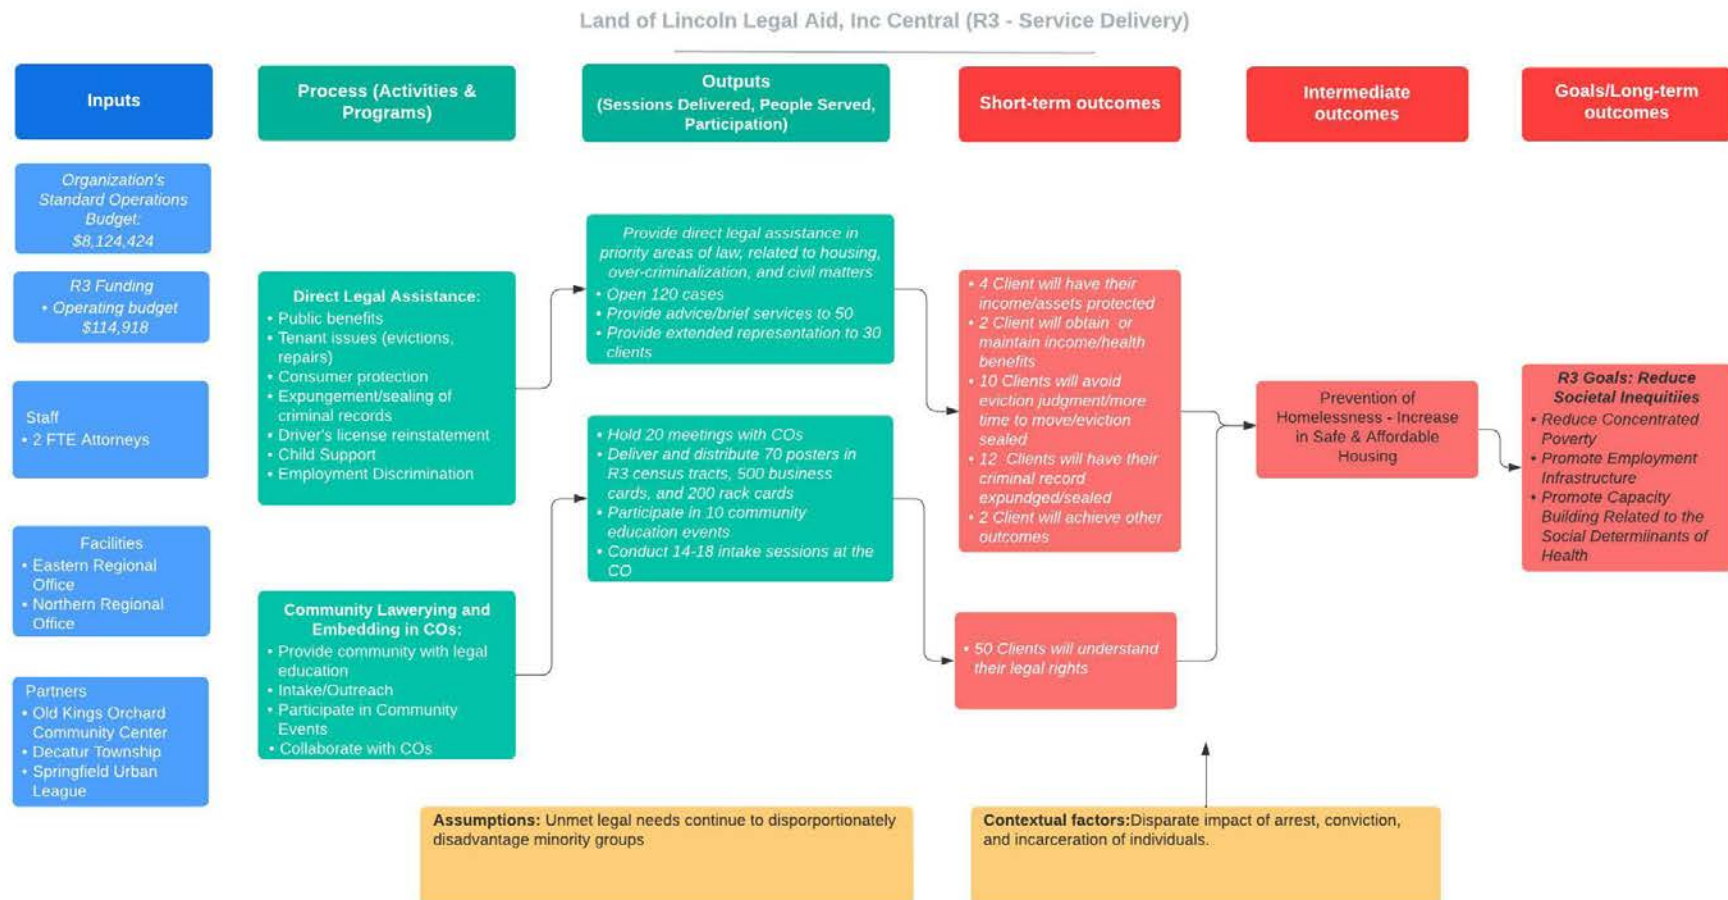 Land of Lincoln Legal Aid, Inc Central (R3 - Service Delivery)
Inputs
Process (Activities &
Programs)
Outputs
(Sessions Delivered, People Served,
Participation)
Short-term outcomes
Intermediate
outcomes
Goals/Long-term
outcomes
Organization's
Standard Operations
Budget:
$8,124,424
R3 Funding
• Operating budget
$114,918
Staff
• 2 FTE Attorneys
Facilities
• Eastern Regional
Office
• Northern Regional
Office
Partners
• Old Kings Orchard
Community Center
• Decatur Township
• Springfield Urban
League
Direct Legal Assistance:
• Public benefits
• Tenant issues (evictions,
repairs)
• Consumer protection
• Expungement/sealing of
criminal records
• Driver's license reinstatement
• Child Support
• Employment Discrimination
Community Lawerying and
Embedding in COs:
• Provide community with legal
education
• Intake/Outreach
• Participate in Community
Events
• Collaborate with COs
Provide direct legal assistance in
priority areas of law, related to housing,
over-criminalization, and civil matters
• Open 120 cases
• Provide advice/brief services to 50
• Provide extended representation to 30
clients
• Hold 20 meetings with COs
• Deliver and distribute 70 posters in
R3 census tracts, 500 business
cards, and 200 rack cards
• Participate in 10 community
education events
• Conduct 14-18 intake sessions at the
CO
• 4 Client will have their
income/assets protected
• 2 Client will obtain or
maintain income/health
benefits
• 10 Clients will avoid
eviction judgment/more
time to move/eviction
sealed
• 12 Clients will have their
criminal record
expundged/sealed
• 2 Client will achieve other
outcomes
• 50 Clients will understand
their legal rights
Prevention of
Homelessness - Increase
in Safe & Affordable
Housing
R3 Goals: Reduce
Societal Inequitiies
• Reduce Concentrated
Poverty
• Promote Employment
Infrastructure
• Promote Capacity
Building Related to the
Social Determiinants of
Health
Assumptions: Unmet legal needs continue to disporportionately
disadvantage minority groups
Contextual factors:Disparate impact of arrest, conviction,
and incarceration of individuals.